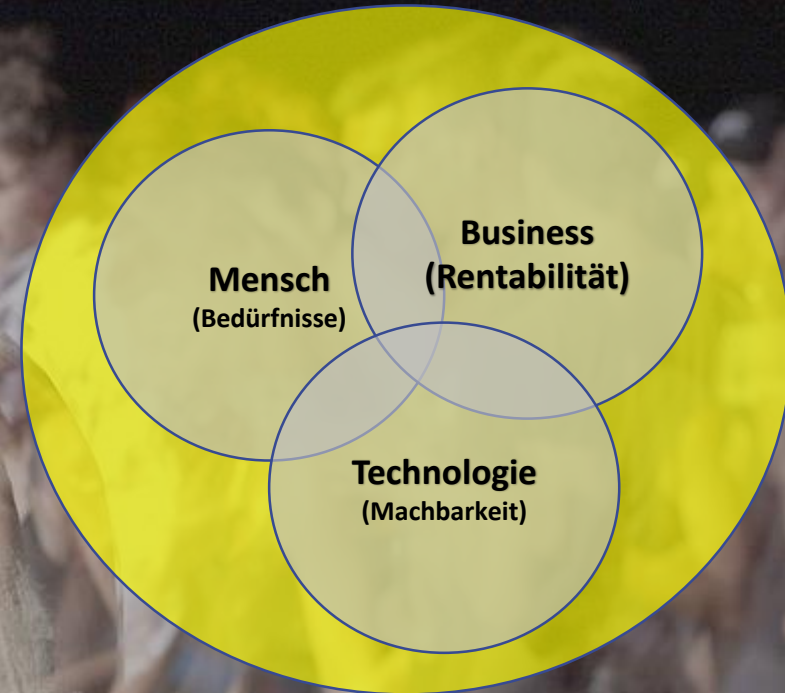 Mensch
(Bedürfnisse)
Business
(Rentabilität)
Technologie
(Machbarkeit)